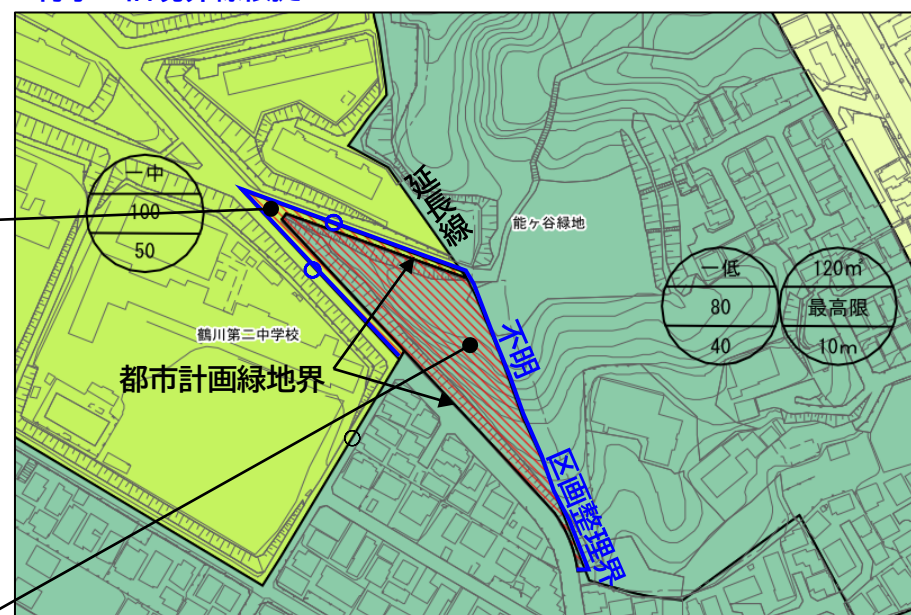 延長線
一中
100
50
能ヶ谷緑地
一低
80
40
120㎡
最高限
10m
鶴川第二中学校
不明
都市計画緑地界
区画整理界